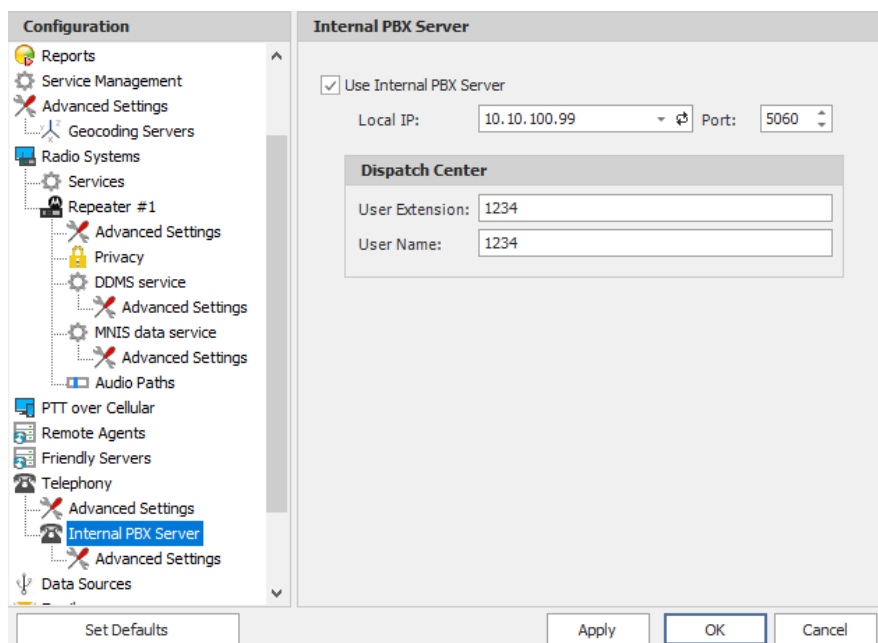 Configuration
Reports
Service Management
Advanced Settings
Geocoding Servers
Radio Systems
Services
Repeater #1
Advanced Settings
Privacy
DDMS service
Advanced Settings
MNIS data service
Advanced Settings
Audio Paths
PTT over Cellular
Remote Agents
Friendly Servers
Telephony
Advanced Settings
Internal PBX Server
Advanced Settings
Data Sources
Set Defaults
Internal PBX Server
Use Internal PBX Server
Local IP: 10.10.100.99 Port: 5060
Dispatch Center
User Extension: 1234
User Name: 1234
Apply OK Cancel